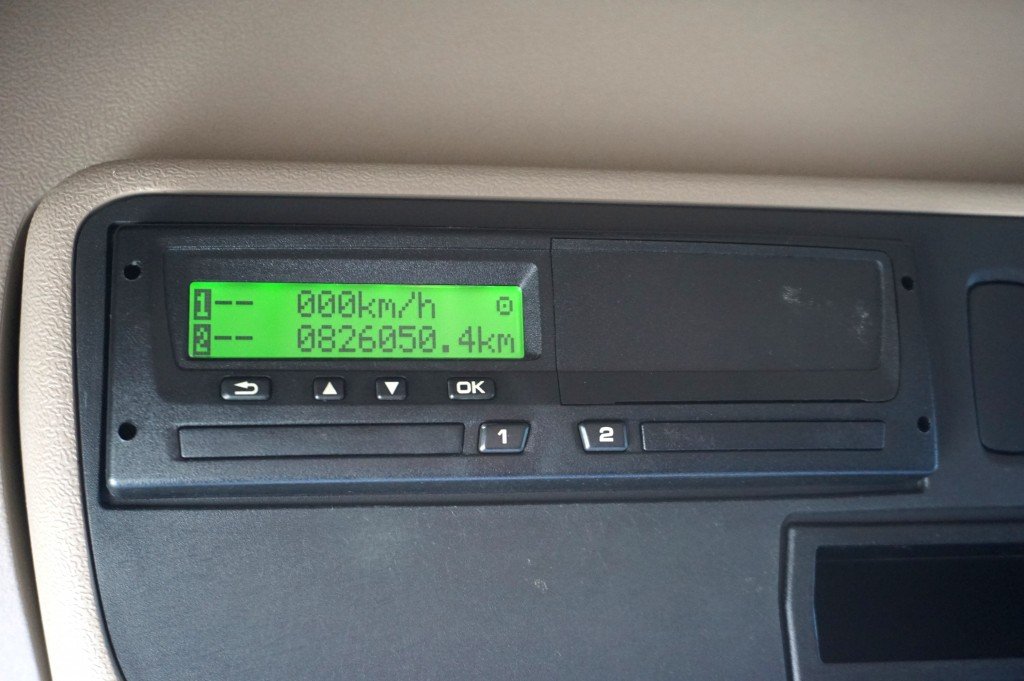 1-- 000km/h
2-- 0826050.4km
▲ ▼ OK
1 2